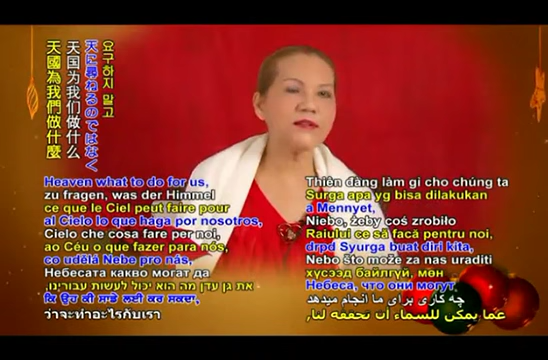 요구하지 말고
天に尋ねるのではなく
天国为我们做什么
天國為我們做什麼
Heaven what to do for us,
zu fragen, was der Himmel
ce que le Ciel peut faire pour
al Cielo lo que hága por nosotros,
Cielo che cosa fare per noi,
ao Céu o que fazer para nós,
co udělá Nebe pro nás,
Небесата какво могат да
את גן עדן מה הוא יכול לעשות עבורינו,
ਕਿ ਉਹ ਕੀ ਸਾਡੇ ਲਈ ਕਰ ਸਕਦਾ,
ว่าจะทำอะไรกับเรา
Thiên đàng làm gì cho chúng ta
Surga apa yg bisa dilakukan
a Mennyet,
Niebo, żeby coś zrobiło
Raiului ce să facă pentru noi,
drpd Syurga buat diri kita,
Nebo što može za nas uraditi
хүсээд байлгүй, мөн
Небеса, что они могут
چه کاری برای ما انجام میدهد
عما يمكن للسماء أن تحققه لنا,